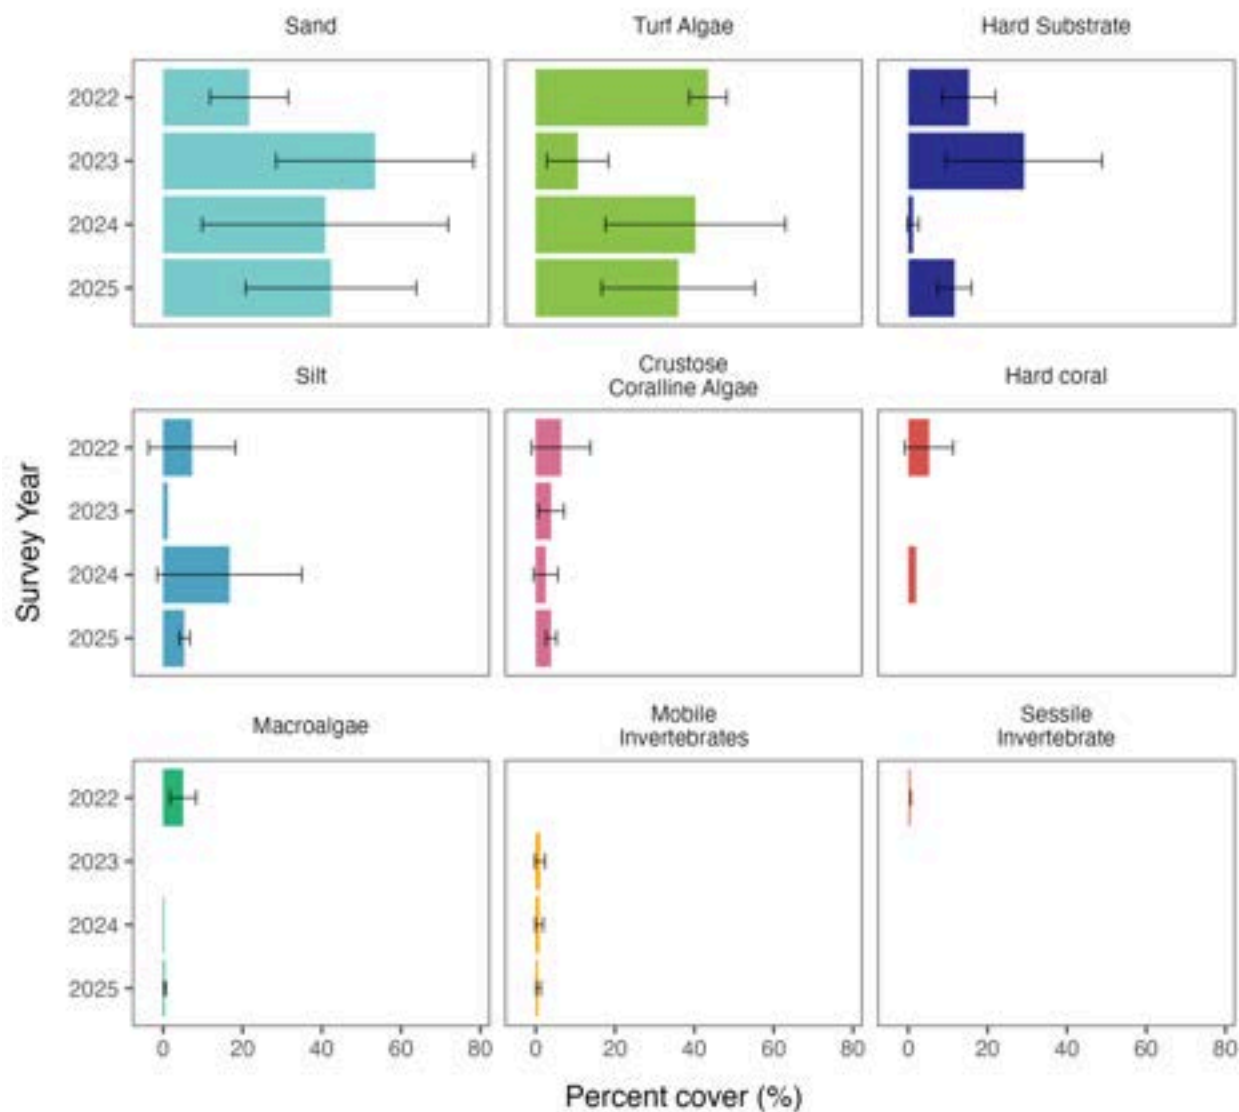 Sand
Turf Algae
Hard Substrate
2022
2023
2024
2025
Silt
Crustose
Coralline Algae
Hard coral
Survey Year
2022
2023
2024
2025
Macroalgae
Mobile
Invertebrates
Sessile
Invertebrate
2022
2023
2024
2025
0 20 40 60 80 0 20 40 60 80 0 20 40 60 80
Percent cover (%)